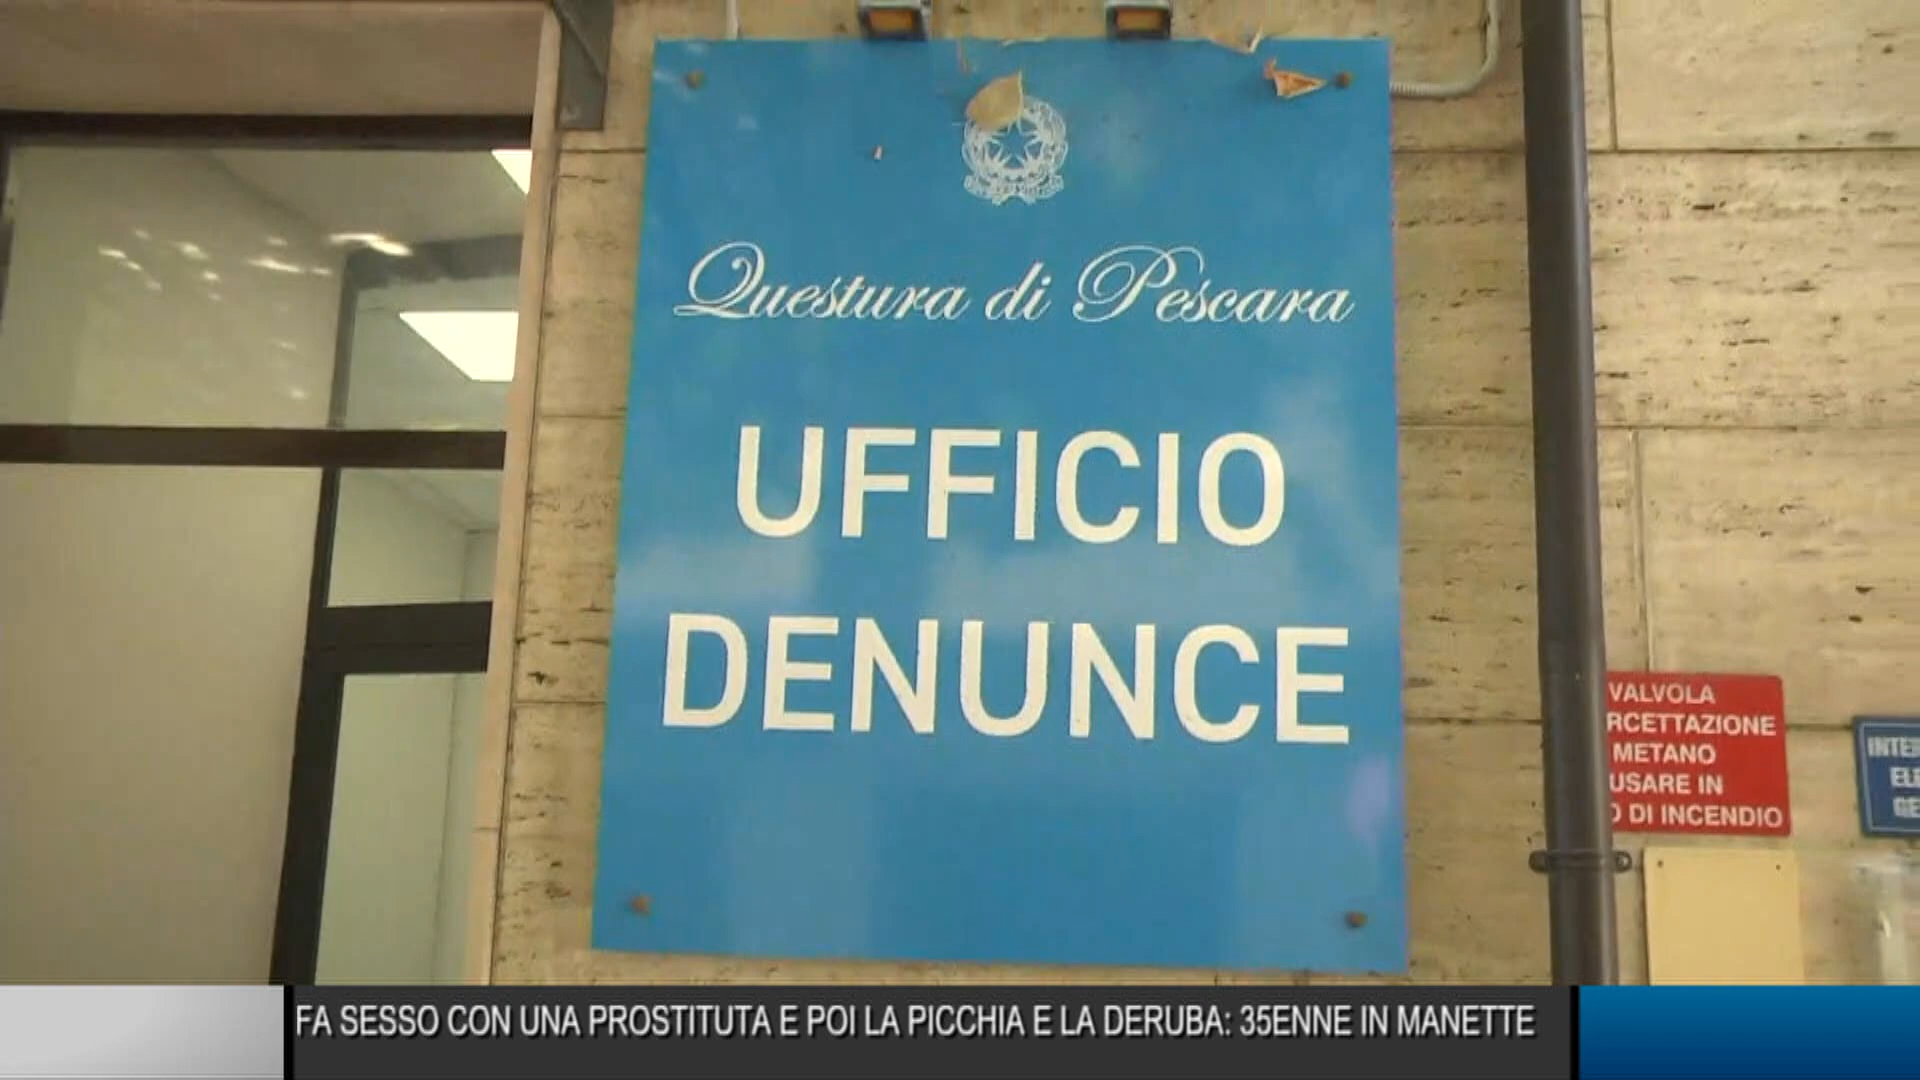 Questura di Pescara
UFFICIO
DENUNCE
VALVOLA
METANO
USARE IN
DI INCENDIO
FA SESSO CON UNA PROSTITUTA E POI LA PICCHIA E LA DERUBA: 35ENNE IN MANETTE